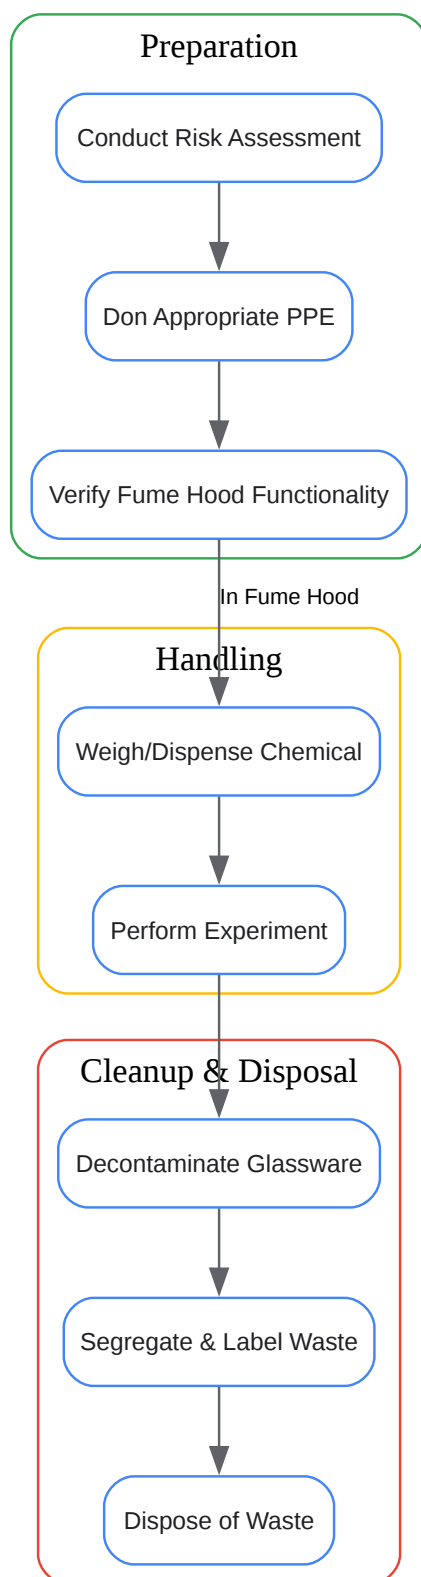 Preparation
Conduct Risk Assessment
Don Appropriate PPE
Verify Fume Hood Functionality
In Fume Hood
Handling
Weigh/Dispense Chemical
Perform Experiment
Cleanup & Disposal
Decontaminate Glassware
Segregate & Label Waste
Dispose of Waste